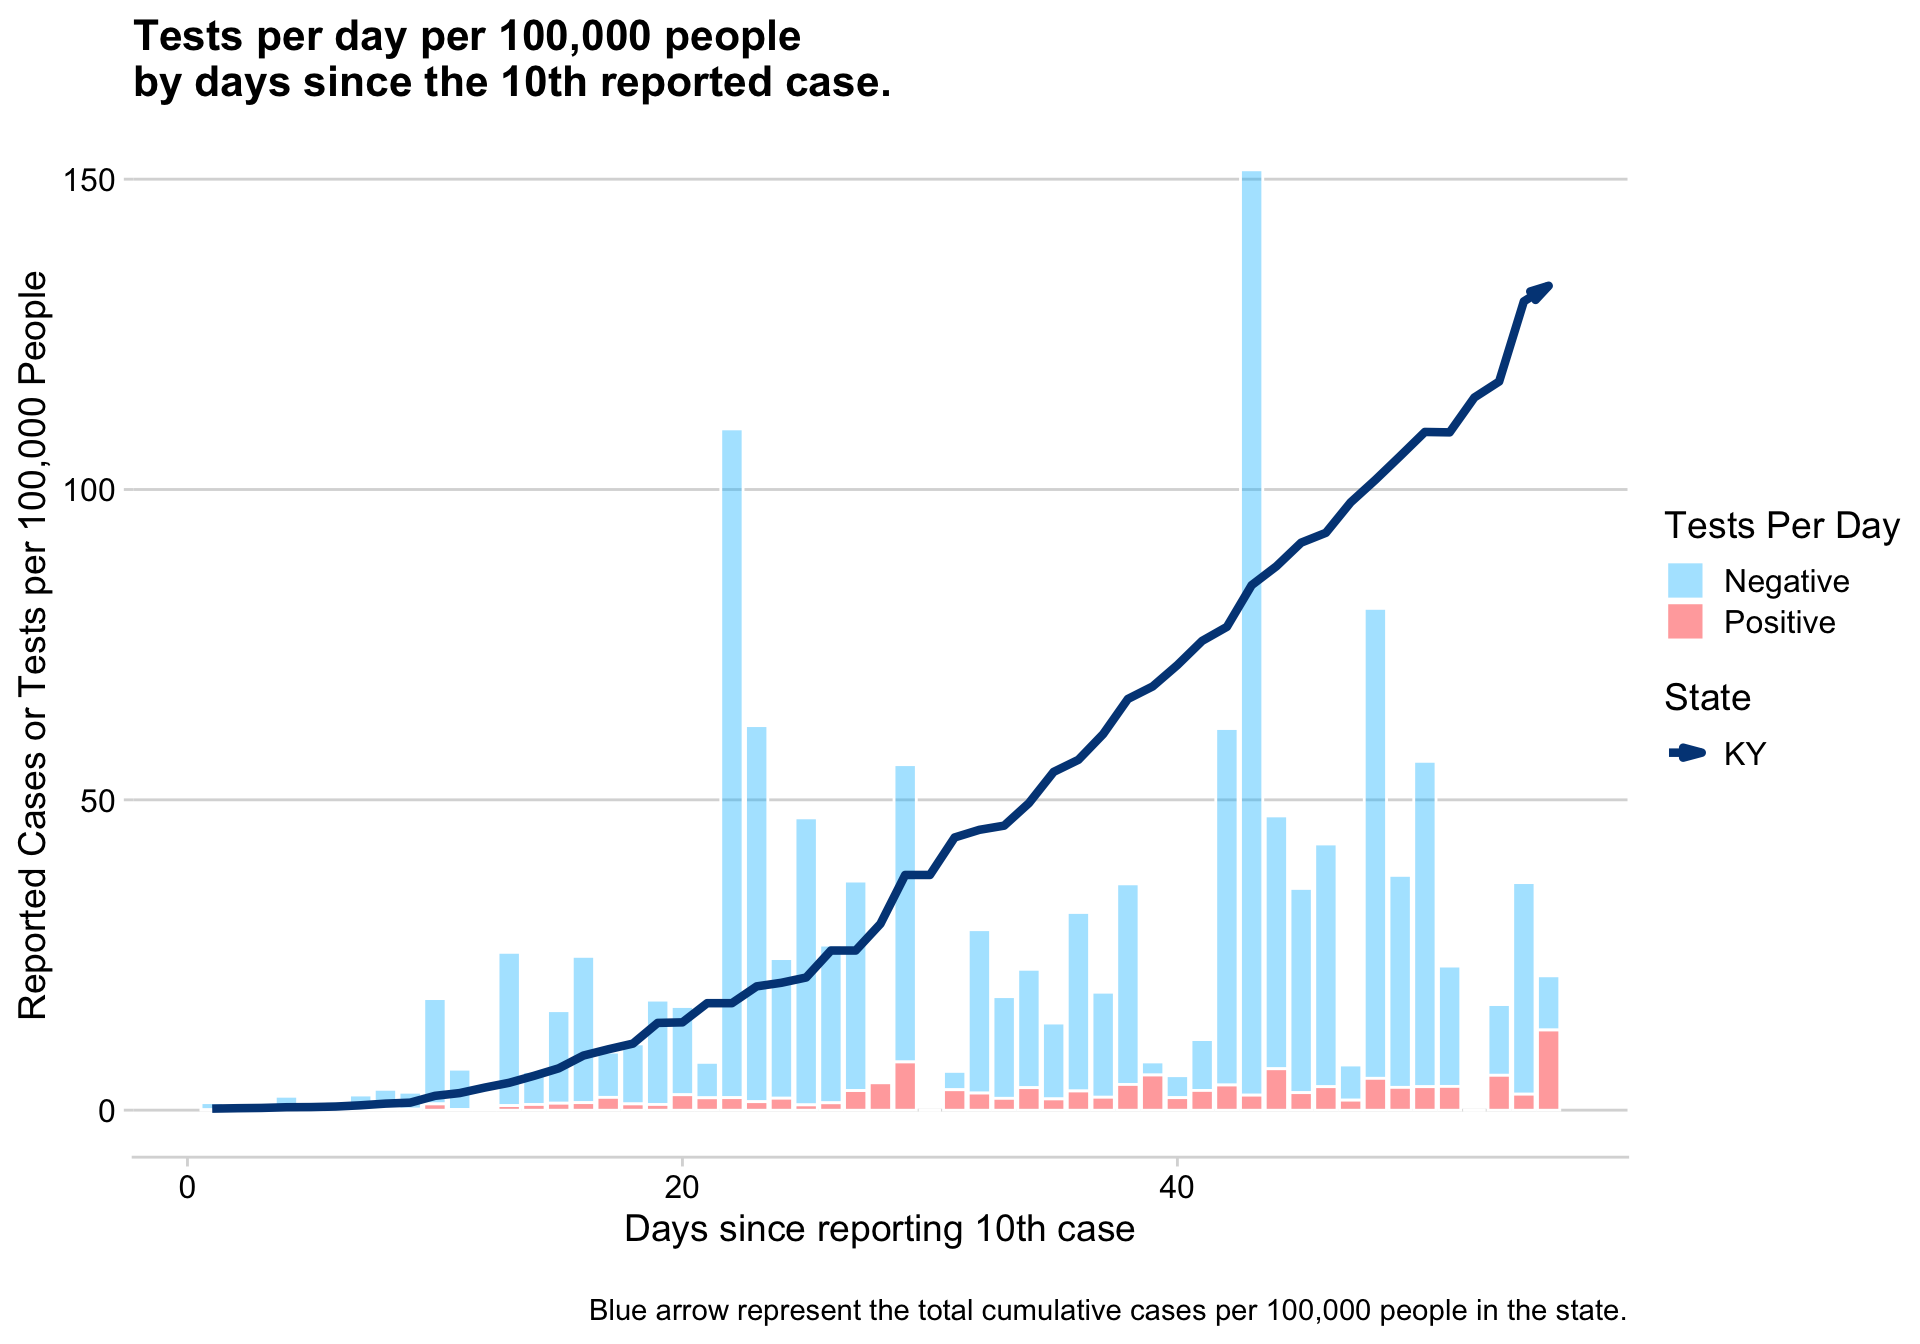 Tests per day per 100,000 people
by days since the 10th reported case.
150
100
50
0
Reported Cases or Tests per 100,000 People
0
20
40
Days since reporting 10th case
Tests Per Day
Negative
Positive
State
KY
Blue arrow represent the total cumulative cases per 100,000 people in the state.